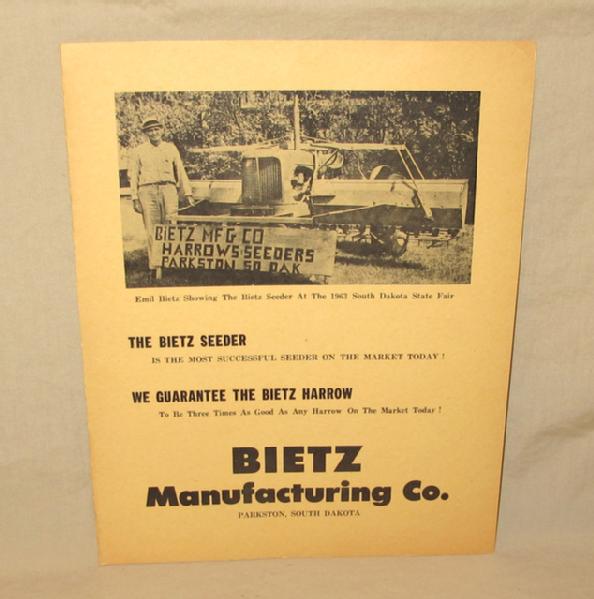 BIETZ MFG CO
HARROWS-SEEDERS
PARKSTON SO DAK
Emil Bietz Showing The Bietz Seeder At The 1963 South Dakota State Fair
THE BIETZ SEEDER
IS THE MOST SUCCESSFUL SEEDER ON THE MARKET TODAY !
WE GUARANTEE THE BIETZ HARROW
To Be Three Times As Good As Any Harrow On The Market Today !
BIETZ
Manufacturing Co.
PARKSTON, SOUTH DAKOTA